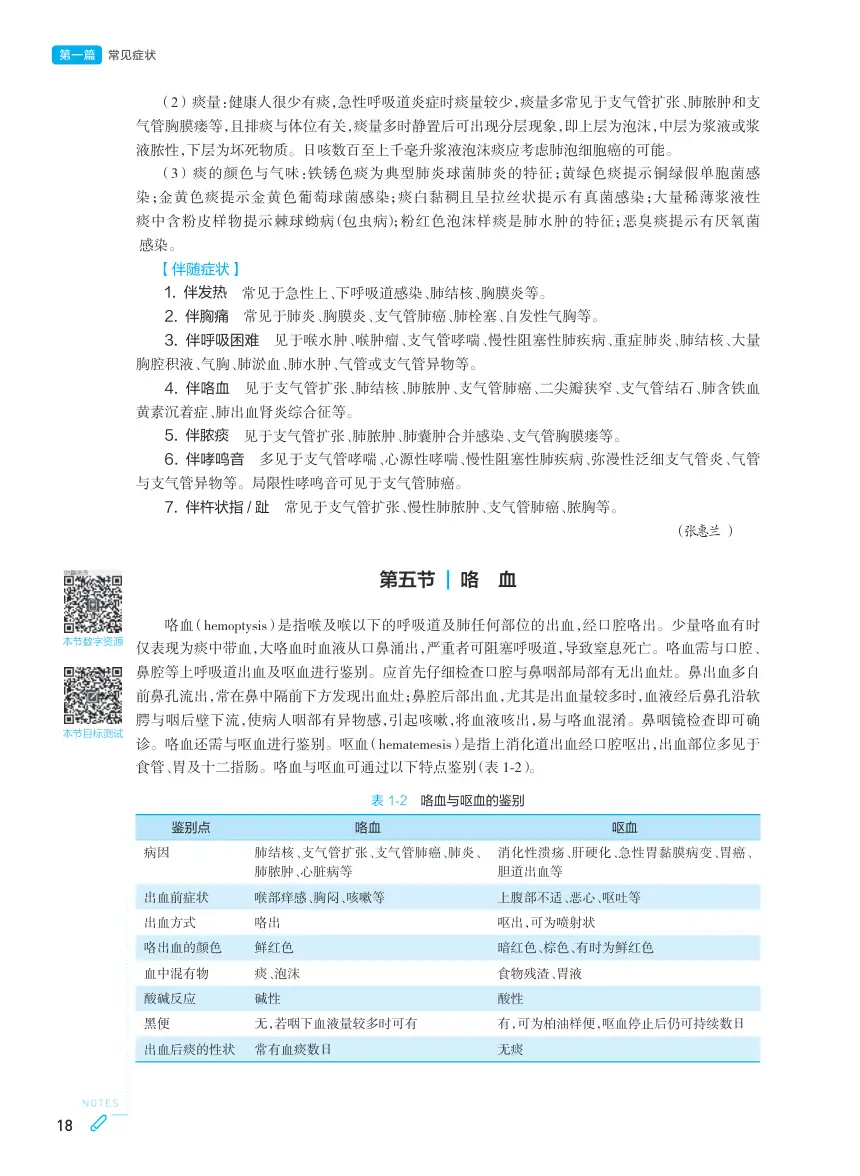 第一篇 常见症状
（2）痰量:健康人很少有痰,急性呼吸道炎症时痰量较少,痰量多常见于支气管扩张、肺脓肿和支
气管胸膜瘘等,且排痰与体位有关,痰量多时静置后可出现分层现象,即上层为泡沫,中层为浆液或浆
液脓性,下层为坏死物质。日咳数百至上千毫升浆液泡沫痰应考虑肺泡细胞癌的可能。
（3）痰的颜色与气味:铁锈色痰为典型肺炎球菌肺炎的特征;黄绿色痰提示铜绿假单胞菌感
染;金黄色痰提示金黄色葡萄球菌感染;痰白黏稠且呈拉丝状提示有真菌感染;大量稀薄浆液性
痰中含粉皮样物提示棘球蚴病(包虫病);粉红色泡沫样痰是肺水肿的特征;恶臭痰提示有厌氧菌
感染。
【伴随症状】
1. 伴发热 常见于急性上、下呼吸道感染、肺结核、胸膜炎等。
2. 伴胸痛 常见于肺炎、胸膜炎、支气管肺癌、肺栓塞、自发性气胸等。
3. 伴呼吸困难 见于喉水肿、喉肿瘤、支气管哮喘、慢性阻塞性肺疾病、重症肺炎、肺结核、大量
胸腔积液、气胸、肺淤血、肺水肿、气管或支气管异物等。
4. 伴咯血 见于支气管扩张、肺结核、肺脓肿、支气管肺癌、二尖瓣狭窄、支气管结石、肺含铁血
黄素沉着症、肺出血肾炎综合征等。
5. 伴脓痰 见于支气管扩张、肺脓肿、肺囊肿合并感染、支气管胸膜瘘等。
6. 伴哮鸣音 多见于支气管哮喘、心源性哮喘、慢性阻塞性肺疾病、弥漫性泛细支气管炎、气管
与支气管异物等。局限性哮鸣音可见于支气管肺癌。
7. 伴杵状指 / 趾 常见于支气管扩张、慢性肺脓肿、支气管肺癌、脓胸等。
（张惠兰 ）
第五节 | 咯 血
本节数字资源
本节目标测试
咯血(hemoptysis)是指喉及喉以下的呼吸道及肺任何部位的出血,经口腔咯出。少量咯血有时
仅表现为痰中带血,大咯血时血液从口鼻涌出,严重者可阻塞呼吸道,导致窒息死亡。咯血需与口腔、
鼻腔等上呼吸道出血及呕血进行鉴别。应首先仔细检查口腔与鼻咽部局部有无出血灶。鼻出血多自
前鼻孔流出,常在鼻中隔前下方发现出血灶;鼻腔后部出血,尤其是出血量较多时,血液经后鼻孔沿软
腭与咽后壁下流,使病人咽部有异物感,引起咳嗽,将血液咳出,易与咯血混淆。鼻咽镜检查即可确
诊。咯血还需与呕血进行鉴别。呕血(hematemesis)是指上消化道出血经口腔呕出,出血部位多见于
食管、胃及十二指肠。咯血与呕血可通过以下特点鉴别(表 1-2)。
表 1-2 咯血与呕血的鉴别
鉴别点 咯血 呕血
病因 肺结核、支气管扩张、支气管肺癌、肺炎、 消化性溃疡、肝硬化、急性胃黏膜病变、胃癌、
肺脓肿、心脏病等 胆道出血等
出血前症状 喉部痒感、胸闷、咳嗽等 上腹部不适、恶心、呕吐等
出血方式 咯出 呕出,可为喷射状
咯出血的颜色 鲜红色 暗红色、棕色、有时为鲜红色
血中混有物 痰、泡沫 食物残渣、胃液
酸碱反应 碱性 酸性
黑便 无,若咽下血液量较多时可有 有,可为柏油样便,呕血停止后仍可持续数日
出血后痰的性状 常有血痰数日 无痰
NOTES
18